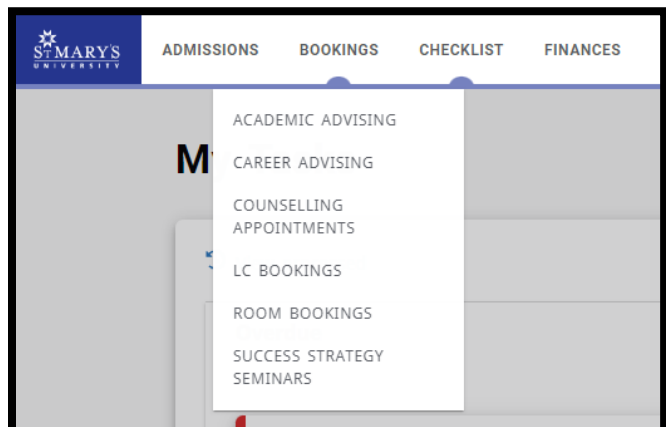 ST MARY'S
UNIVERSITY
ADMISSIONS BOOKINGS CHECKLIST FINANCES
ACADEMIC ADVISING
M
CAREER ADVISING
COUNSELLING
APPOINTMENTS
LC BOOKINGS
ROOM BOOKINGS
SUCCESS STRATEGY
SEMINARS